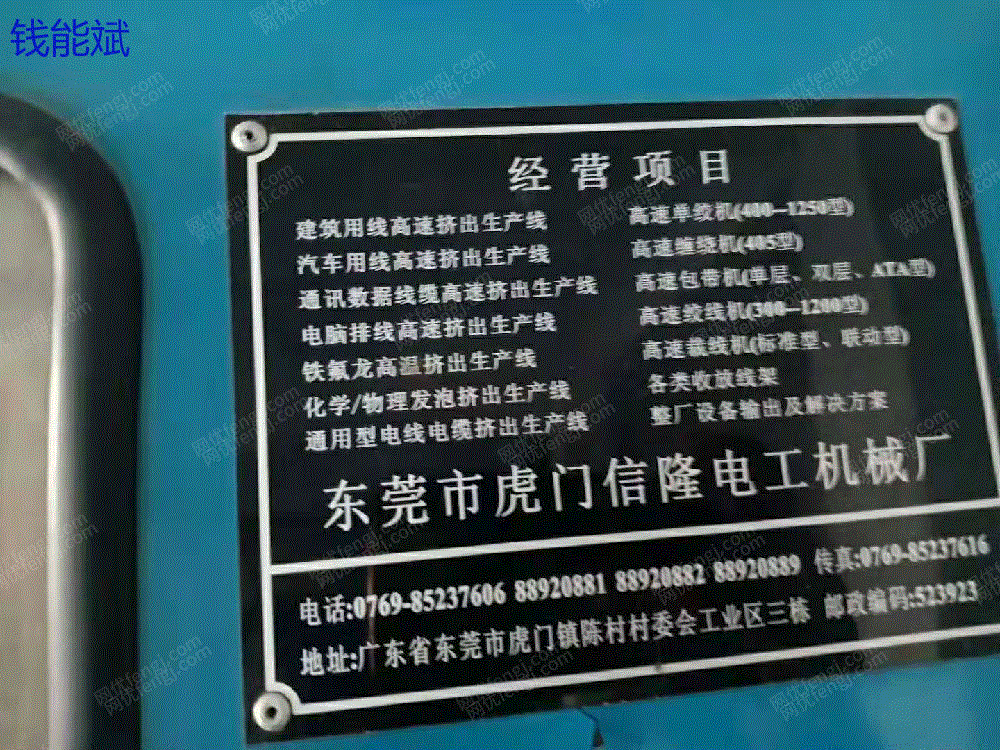 钱能斌
经营项目
建筑用线高速挤出生产线
汽车用线高速挤出生产线
通讯数据线缆高速挤出生产线
电脑排线高速挤出生产线
铁氟龙高温挤出生产线
化学/物理发泡挤出生产线
通用型电线电缆挤出生产线
高速单绞机(400--1250型)
高速缠绕机(405型)
高速包带机(单层、双层、ATA型)
高速绞线机(300--1200型)
高速裁线机(标准型、联动型)
各类收放线架
整厂设备输出及解决方案
东莞市虎门信隆电工机械厂
电话:0769-85237606 88920881 88920882 88920889 传真:0769-85237616
地址:广东省东莞市虎门镇陈村村委会工业区三栋 邮政编码:523923